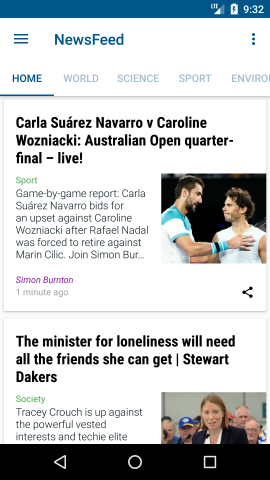 LTE 9:32
NewsFeed
HOME WORLD SCIENCE SPORT ENVIRO
Carla Suárez Navarro v Caroline
Wozniacki: Australian Open quarter-
final – live!
Sport
Game-by-game report: Carla
Suárez Navarro bids for
an upset against Caroline
Wozniacki after Rafael Nadal
was forced to retire against
Marin Cilic. Join Simon Bur...
Simon Burnton
1 minute ago
The minister for loneliness will need
all the friends she can get | Stewart
Dakers
Society
Tracey Crouch is up against
the powerful vested
interests and techie elite